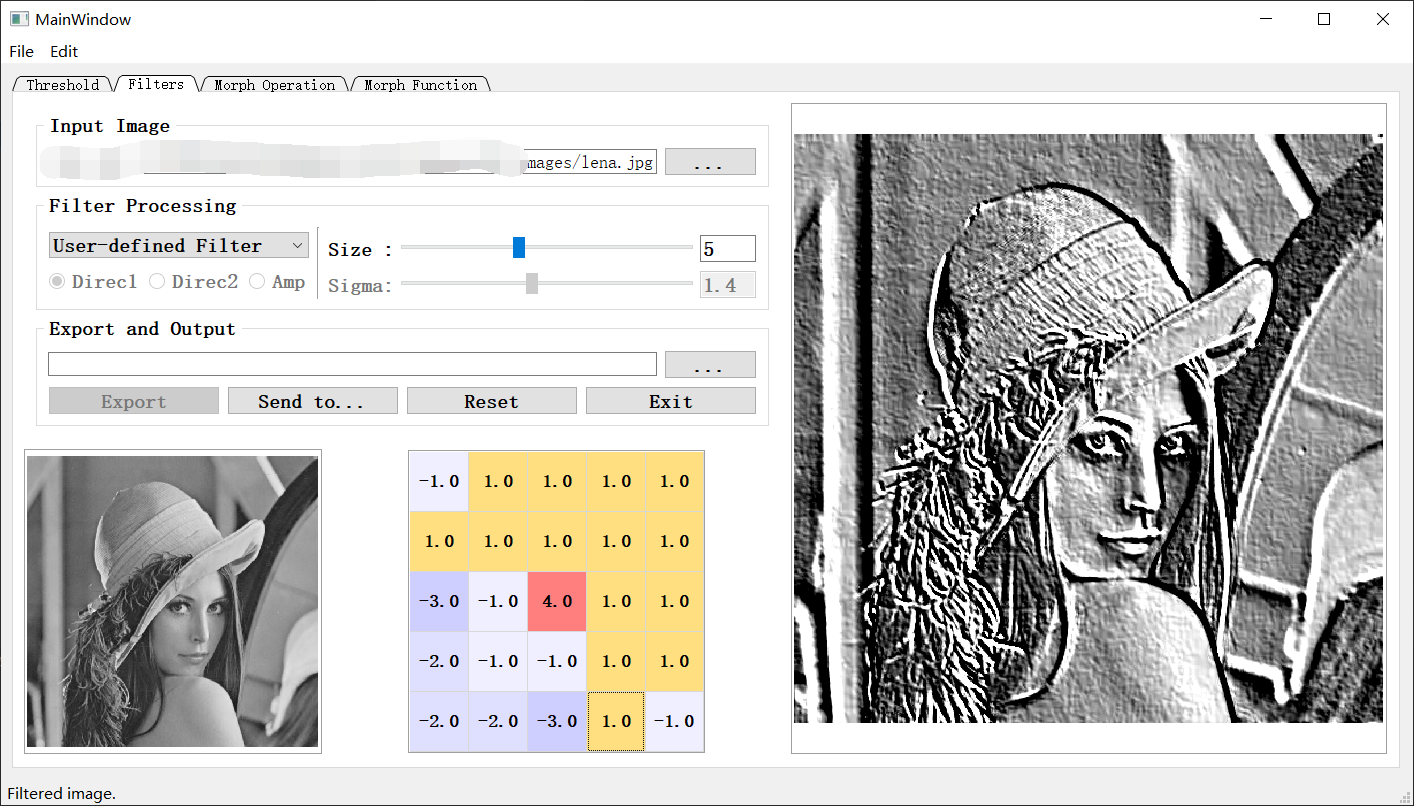 MainWindow
File Edit
Threshold Filters Morph Operation Morph Function
Input Image
mages/lena.jpg ...
Filter Processing
User-defined Filter Size : 5
Direc1 Direc2 Amp Sigma: 1.4
Export and Output
...
Export Send to... Reset Exit
-1.0 1.0 1.0 1.0 1.0
1.0 1.0 1.0 1.0 1.0
-3.0 -1.0 4.0 1.0 1.0
-2.0 -1.0 -1.0 1.0 1.0
-2.0 -2.0 -3.0 1.0 -1.0
Filtered image.